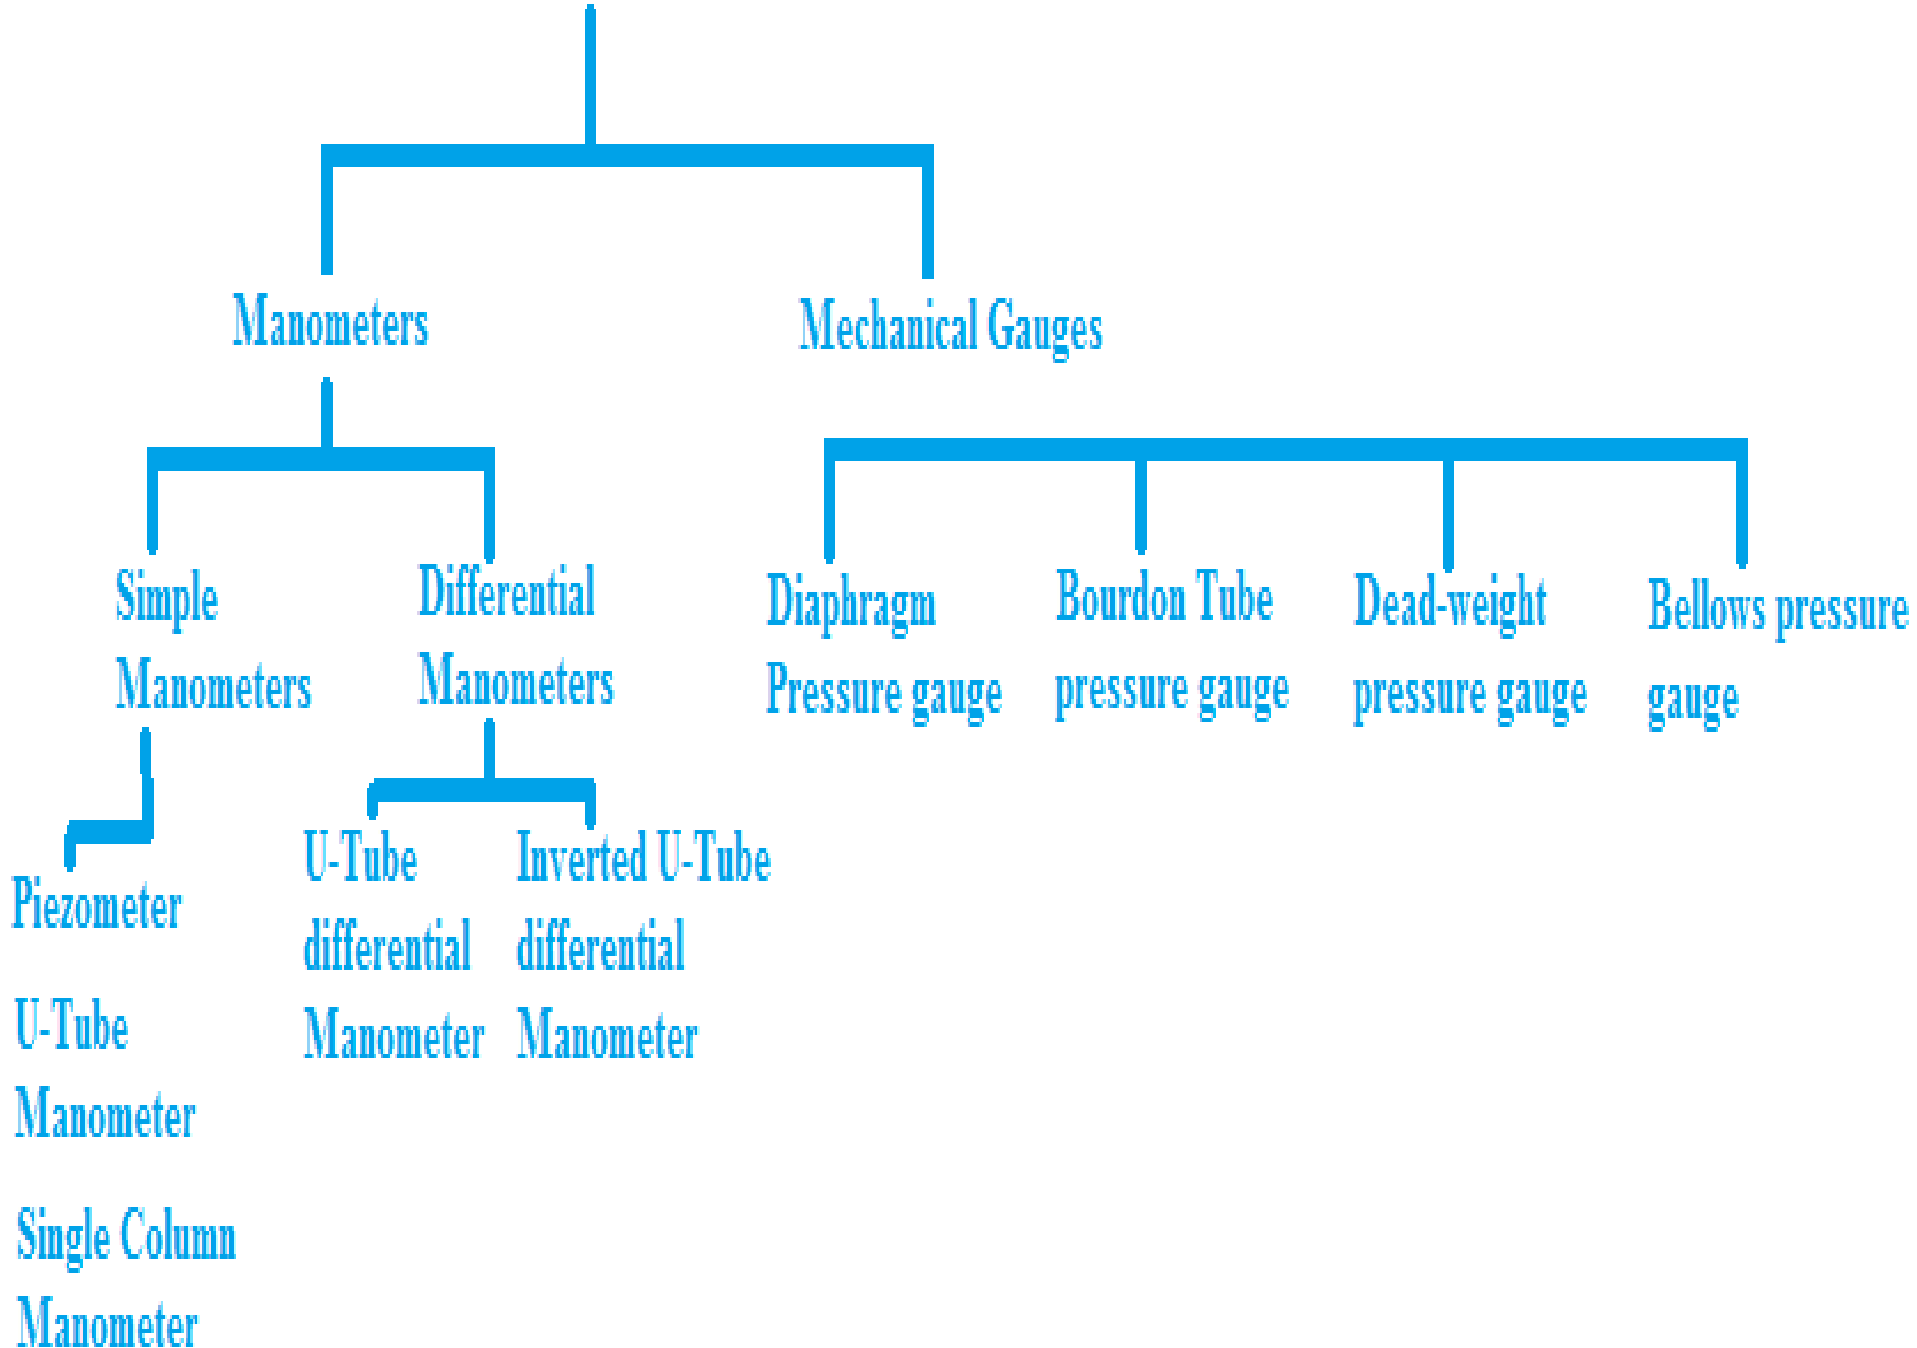 Manometers
Mechanical Gauges
Simple
Manometers
Differential
Manometers
Diaphragm
Pressure gauge
Bourdon Tube
pressure gauge
Dead-weight
pressure gauge
Bellows pressure
gauge
Piezometer
U-Tube
Manometer
Single Column
Manometer
U-Tube
differential
Manometer
Inverted U-Tube
differential
Manometer